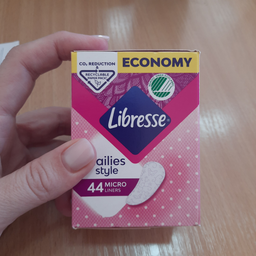 CO₂ REDUCTION
& RECYCLABLE
ECONOMY
Libresse
ailies
style
44 MICRO
LINERS